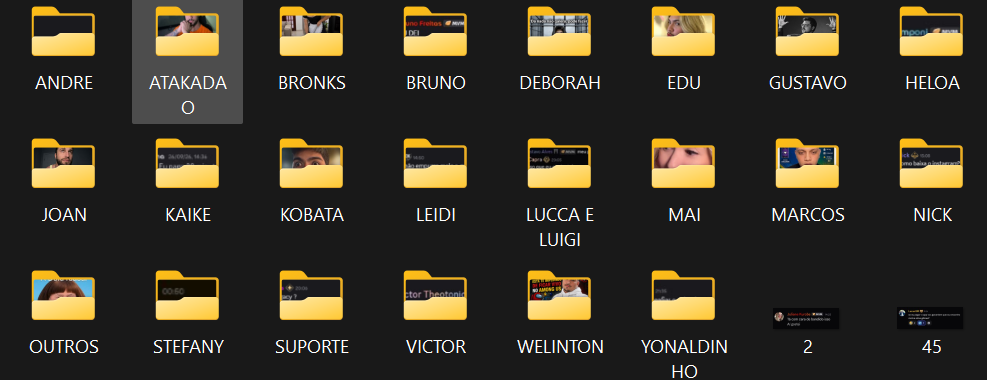 ANDRE
ATAKADA
O
BRONKS
BRUNO
DEBORAH
EDU
GUSTAVO
HELOA
JOAN
KAIKE
KOBATA
LEIDI
LUCCA E
LUIGI
MAI
MARCOS
NICK
OUTROS
STEFANY
SUPORTE
VICTOR
WELINTON
YONALDIN
HO
2
45